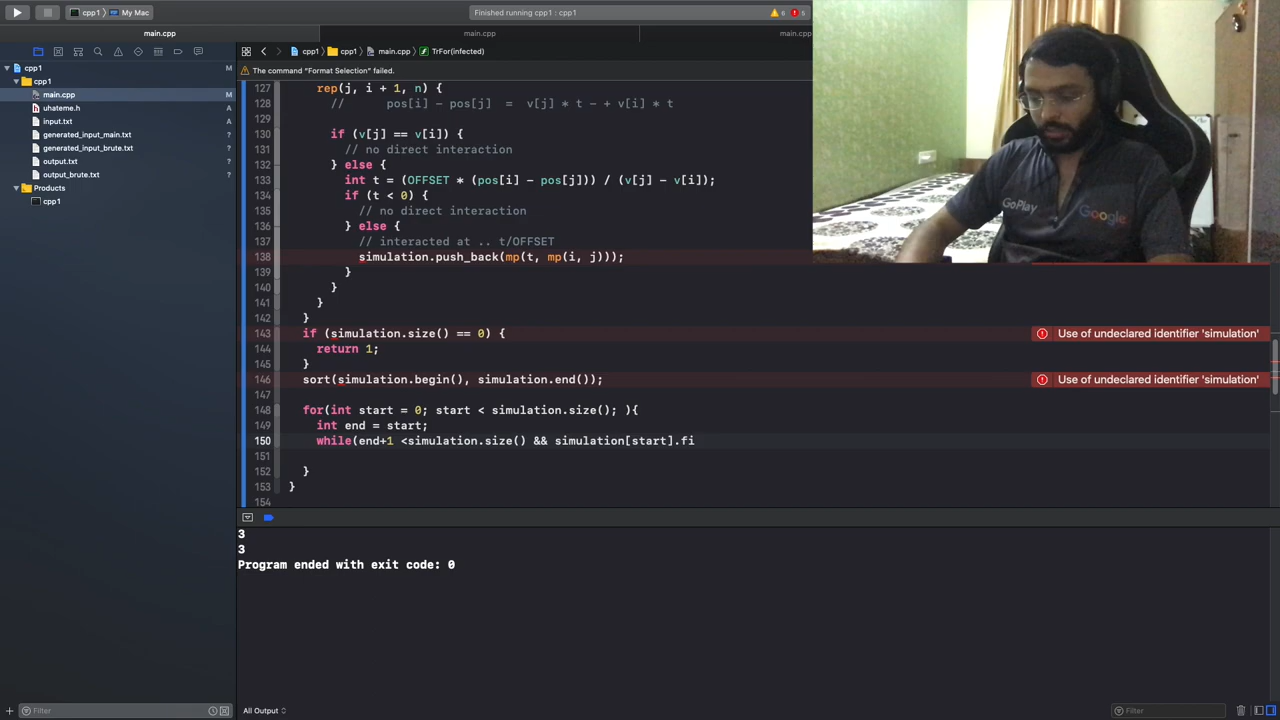 cpp1 My Mac
Finished running cpp1 : cpp1
6
5
main.cpp
main.cpp
main.cp
cpp1 cpp1 main.cpp TrFor(infected)
The command "Format Selection" failed.
cpp1 M
cpp1
main.cpp M
uhateme.h A
input.txt A
generated_input_main.txt ?
generated_input_brute.txt ?
output.txt ?
output_brute.txt ?
Products
cpp1
127 rep(j, i + 1, n) {
128 // pos[i] - pos[j] = v[j] * t - + v[i] * t
129
130 if (v[j] == v[i]) {
131 // no direct interaction
132 } else {
133 int t = (OFFSET * (pos[i] - pos[j])) / (v[j] - v[i]);
134 if (t < 0) {
135 // no direct interaction
136 } else {
137 // interacted at .. t/OFFSET
138 simulation.push_back(mp(t, mp(i, j)));
139 }
140 }
141 }
142 }
143 if (simulation.size() == 0) { Use of undeclared identifier 'simulation'
144 return 1;
145 }
146 sort(simulation.begin(), simulation.end()); Use of undeclared identifier 'simulation'
147
148 for(int start = 0; start < simulation.size(); ){
149 int end = start;
150 while(end+1 <simulation.size() && simulation[start].fi
151
152 }
153 }
154
GoPlay
Google
3
3
Program ended with exit code: 0
Filter
All Output
Filter